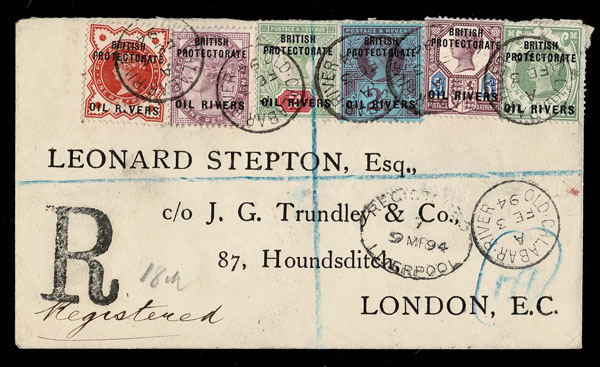 BRITISH PROTECTORATE OIL RIVERS
BRITISH PROTECTORATE OIL RIVERS
BRITISH PROTECTORATE OIL RIVERS
BRITISH PROTECTORATE OIL RIVERS
BRITISH PROTECTORATE OIL RIVERS
BRITISH PROTECTORATE OIL RIVERS
LEONARD STEPTON, Esq.,
c/o J. G. Trundley & Co.,
87, Houndsditch
LONDON, E.C.
REGISTERED
9 MR 94
LIVERPOOL
OLD CALABAR RIVER
A
FE 3
94
R
18th
Registered